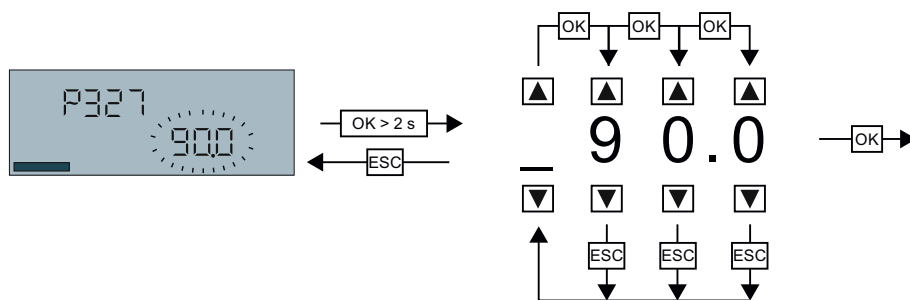 OK OK OK
P327
90.0
OK > 2 s
ESC
_ 9 0 . 0
OK
ESC ESC ESC